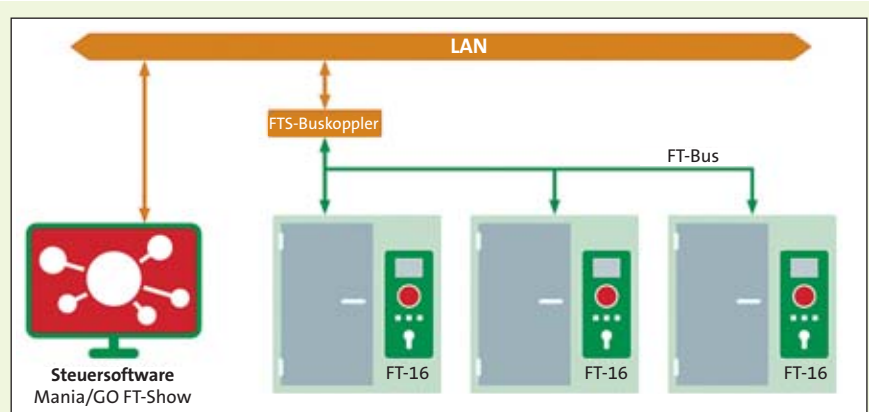 LAN
FTS-Buskoppler
FT-Bus
FT-16
FT-16
FT-16
Steuersoftware
Mania/GO FT-Show